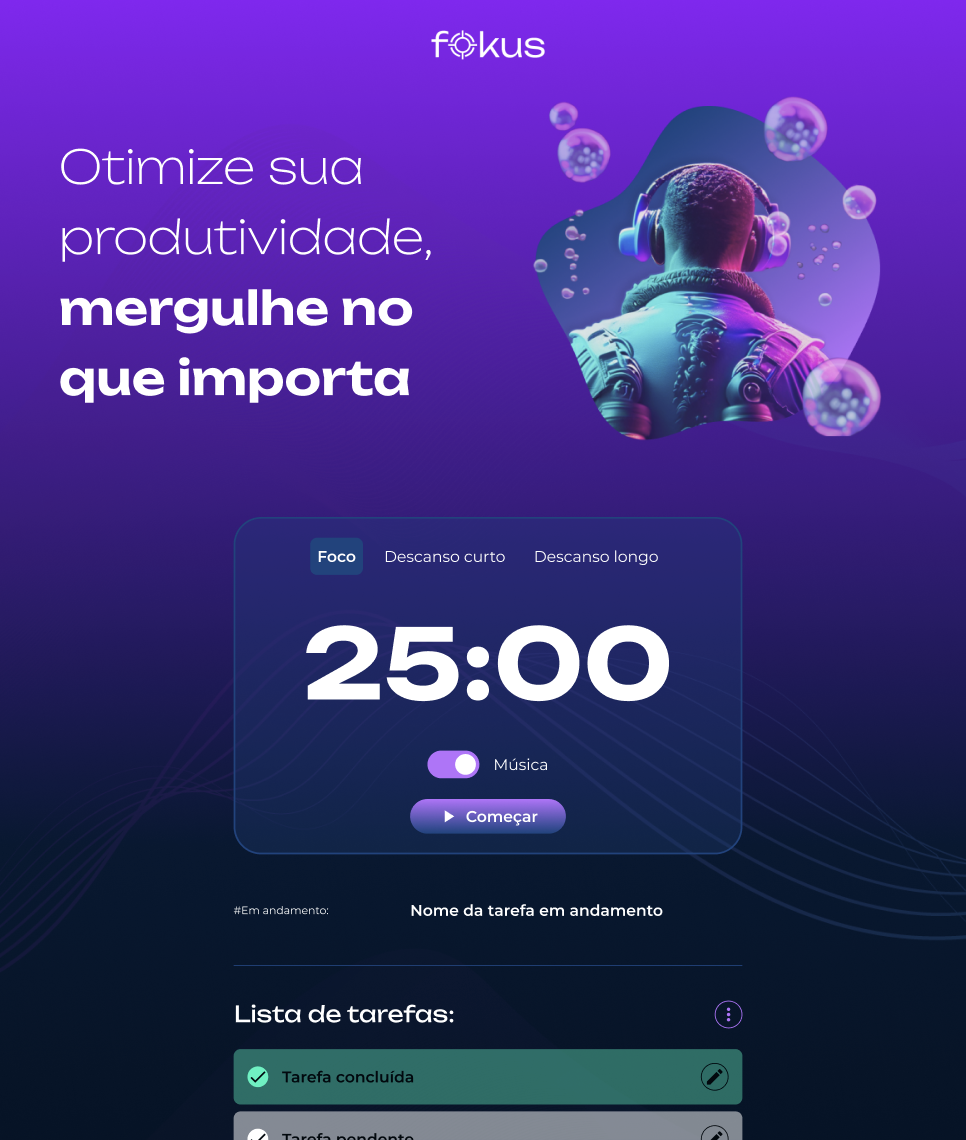 fokus
Otimize sua
produtividade,
mergulhe no
que importa
Foco Descanso curto Descanso longo
25:00
Música
Começar
#Em andamento: Nome da tarefa em andamento
Lista de tarefas:
Tarefa concluída
Tarefa pendente